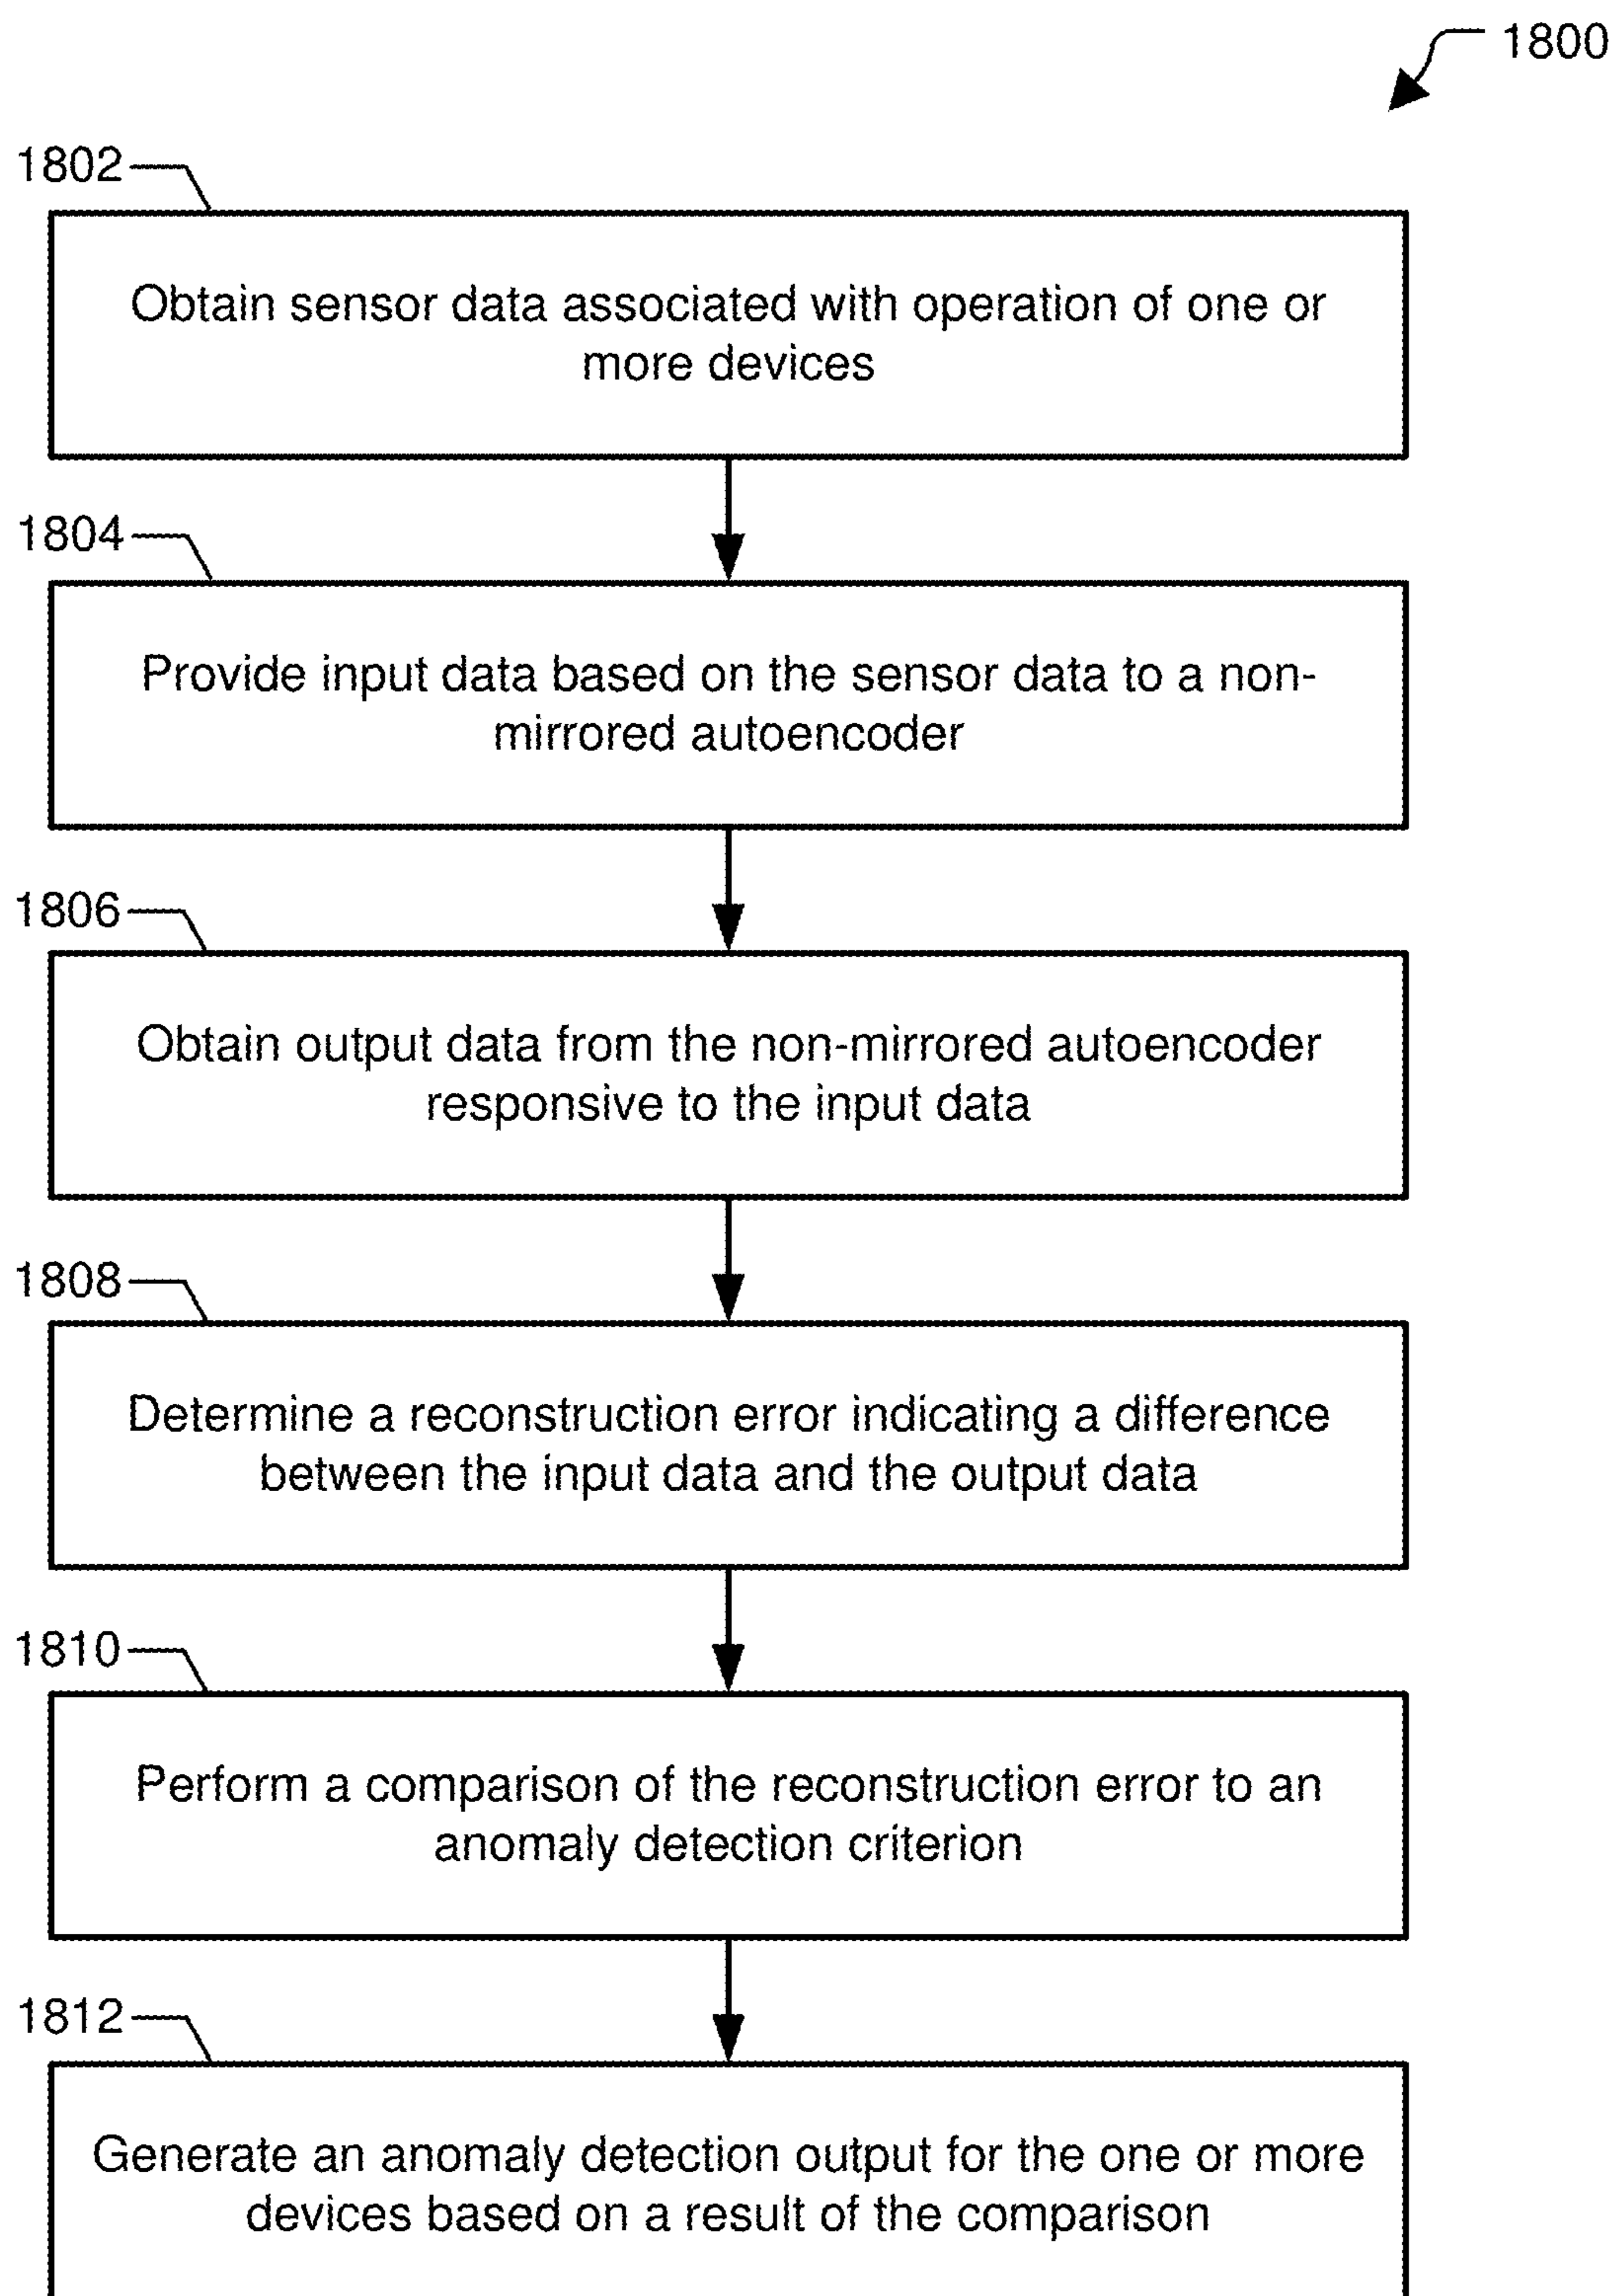 1800
1802
Obtain sensor data associated with operation of one or
more devices
1804
Provide input data based on the sensor data to a non-
mirrored autoencoder
1806
Obtain output data from the non-mirrored autoencoder
responsive to the input data
1808
Determine a reconstruction error indicating a difference
between the input data and the output data
1810
Perform a comparison of the reconstruction error to an
anomaly detection criterion
1812
Generate an anomaly detection output for the one or more
devices based on a result of the comparison